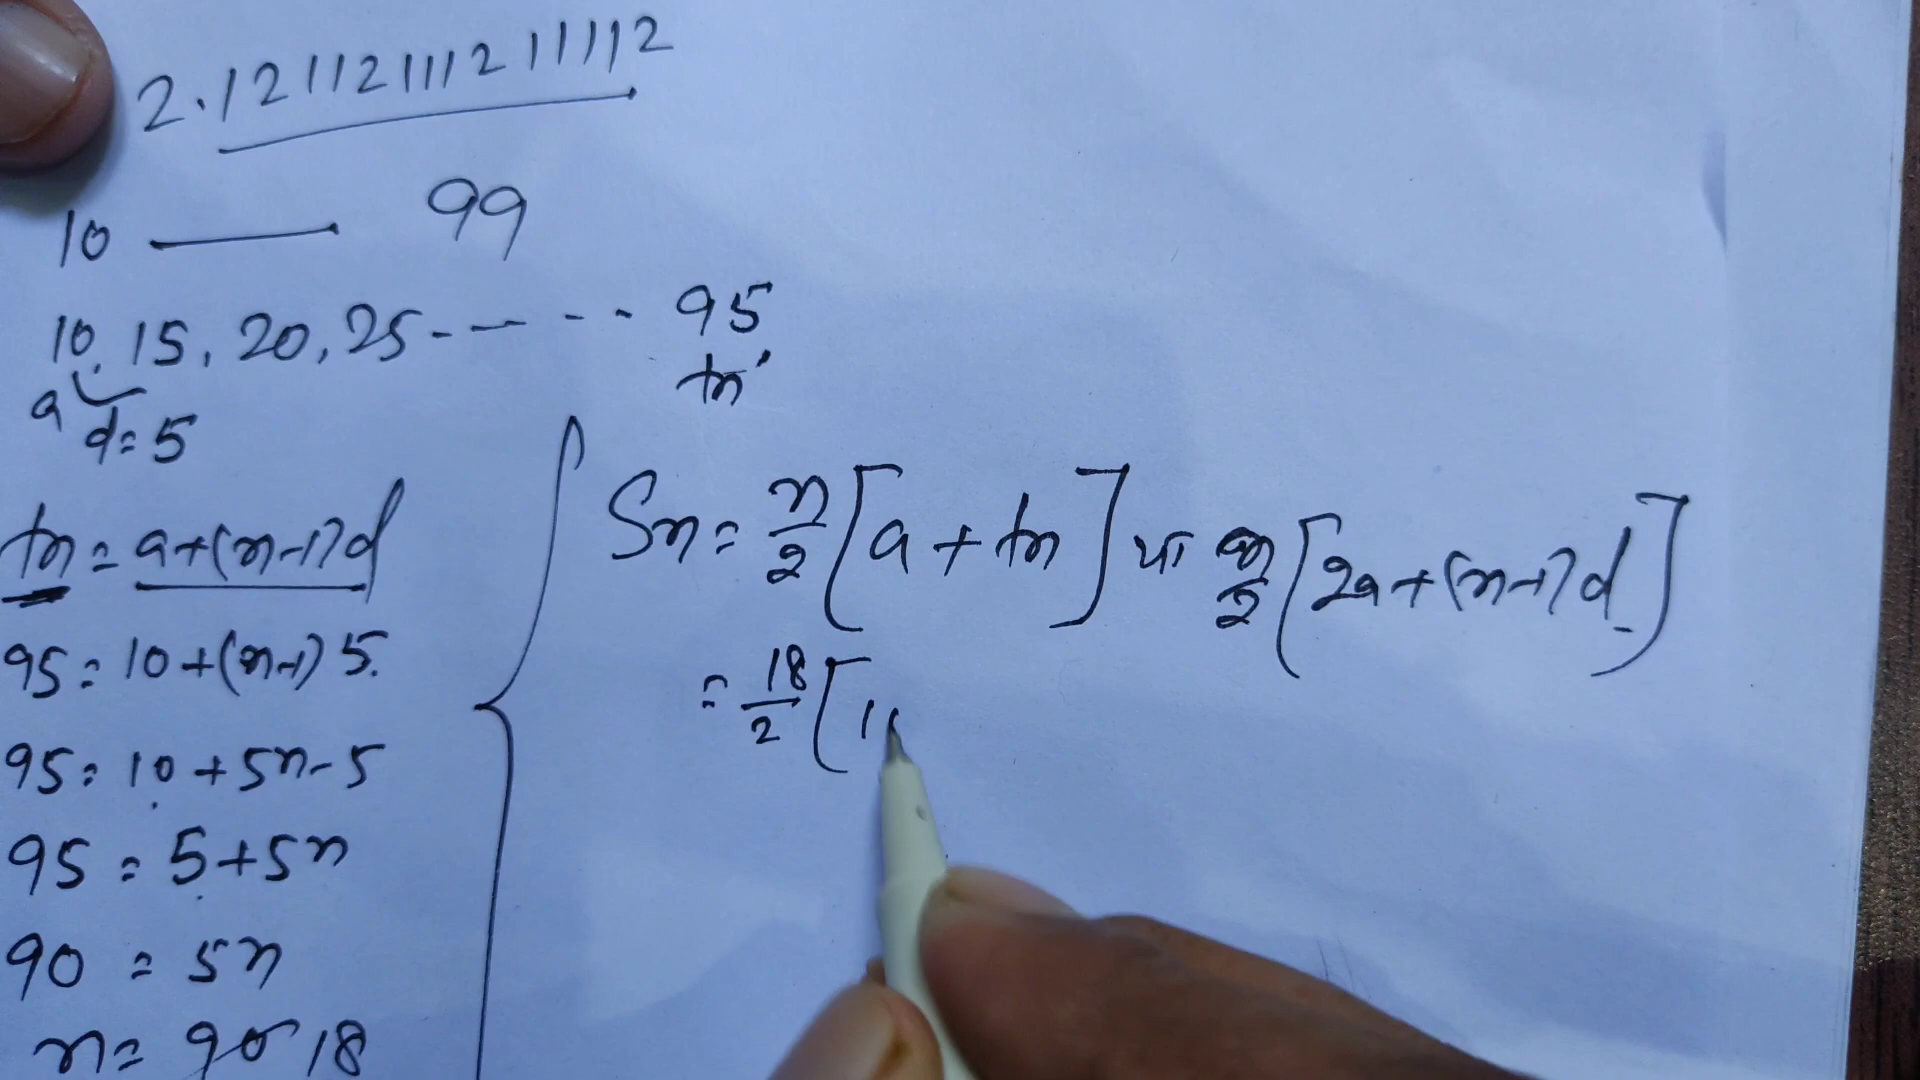 2.12112111211112
10 —— 99
10, 15, 20, 25 - - - - - - 95
a tn
d=5
tn = a+(n-1)d
95 = 10+(n-1) 5.
95 = 10 + 5n - 5
95 = 5+5n
90 = 5n
n = 90 18
Sn = n/2 [a + tn] या n/2 [2a + (n-1)d]
= 18/2 [10